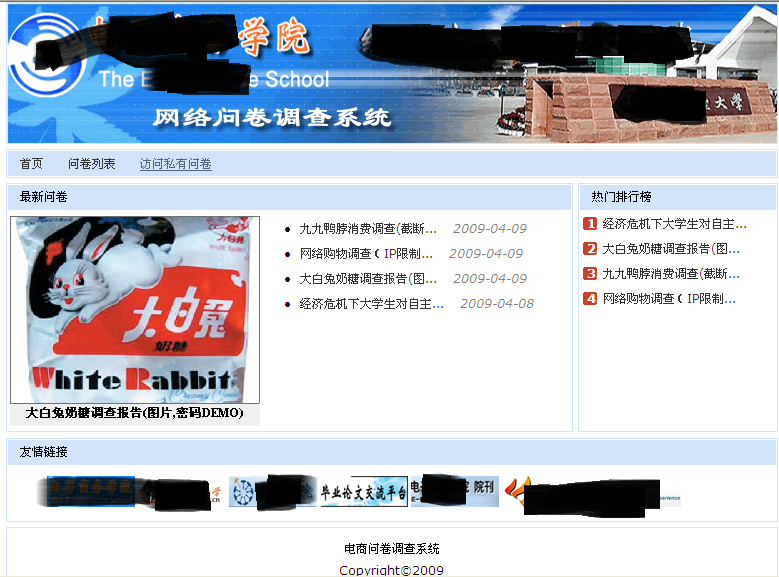 学院
The E
e School
网络问卷调查系统
大学
首页 问卷列表 访问私有问卷
最新问卷
大白兔
奶糖
White Rabbit
大白兔奶糖调查报告(图片,密码DEMO)
九九鸭脖消费调查(截断... 2009-04-09
网络购物调查 ( IP限制... 2009-04-09
大白兔奶糖调查报告(图... 2009-04-09
经济危机下大学生对自主... 2009-04-08
热门排行榜
1 经济危机下大学生对自主...
2 大白兔奶糖调查报告(图...
3 九九鸭脖消费调查(截断...
4 网络购物调查 ( IP限制...
友情链接
毕业论文交流平台
院刊
电商问卷调查系统
Copyright©2009